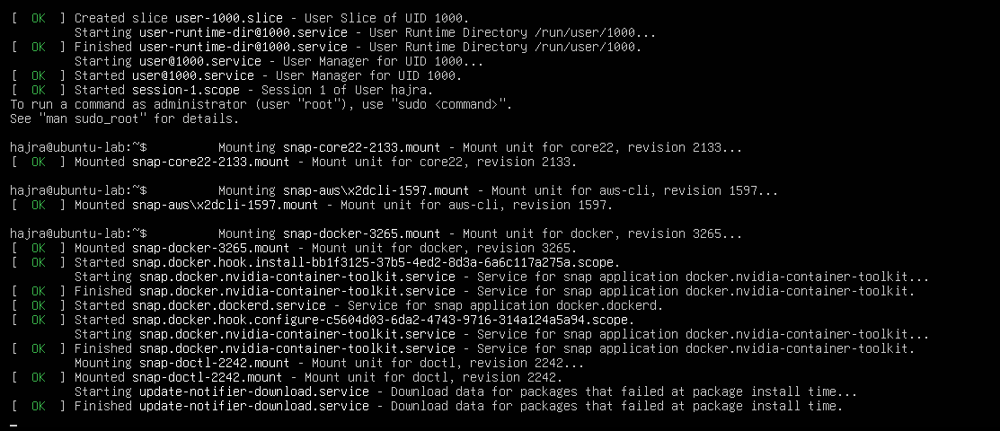 [  OK  ] Created slice user-1000.slice - User Slice of UID 1000.
         Starting user-runtime-dir@1000.service - User Runtime Directory /run/user/1000...
[  OK  ] Finished user-runtime-dir@1000.service - User Runtime Directory /run/user/1000.
         Starting user@1000.service - User Manager for UID 1000...
[  OK  ] Started user@1000.service - User Manager for UID 1000.
[  OK  ] Started session-1.scope - Session 1 of User hajra.
To run a command as administrator (user "root"), use "sudo <command>".
See "man sudo_root" for details.
hajra@ubuntu-lab:~$          Mounting snap-core22-2133.mount - Mount unit for core22, revision 2133...
[  OK  ] Mounted snap-core22-2133.mount - Mount unit for core22, revision 2133.
hajra@ubuntu-lab:~$          Mounting snap-aws\x2dcli-1597.mount - Mount unit for aws-cli, revision 1597...
[  OK  ] Mounted snap-aws\x2dcli-1597.mount - Mount unit for aws-cli, revision 1597.
hajra@ubuntu-lab:~$          Mounting snap-docker-3265.mount - Mount unit for docker, revision 3265...
[  OK  ] Mounted snap-docker-3265.mount - Mount unit for docker, revision 3265.
[  OK  ] Started snap.docker.hook.install-bb1f3125-37b5-4ed2-8d3a-6a6c117a275a.scope.
         Starting snap.docker.nvidia-container-toolkit.service - Service for snap application docker.nvidia-container-toolkit...
[  OK  ] Finished snap.docker.nvidia-container-toolkit.service - Service for snap application docker.nvidia-container-toolkit.
[  OK  ] Started snap.docker.dockerd.service - Service for snap application docker.dockerd.
[  OK  ] Started snap.docker.hook.configure-c5604d03-6da2-4743-9716-314a124a5a94.scope.
         Starting snap.docker.nvidia-container-toolkit.service - Service for snap application docker.nvidia-container-toolkit...
[  OK  ] Finished snap.docker.nvidia-container-toolkit.service - Service for snap application docker.nvidia-container-toolkit.
         Mounting snap-doctl-2242.mount - Mount unit for doctl, revision 2242...
[  OK  ] Mounted snap-doctl-2242.mount - Mount unit for doctl, revision 2242.
         Starting update-notifier-download.service - Download data for packages that failed at package install time...
[  OK  ] Finished update-notifier-download.service - Download data for packages that failed at package install time.